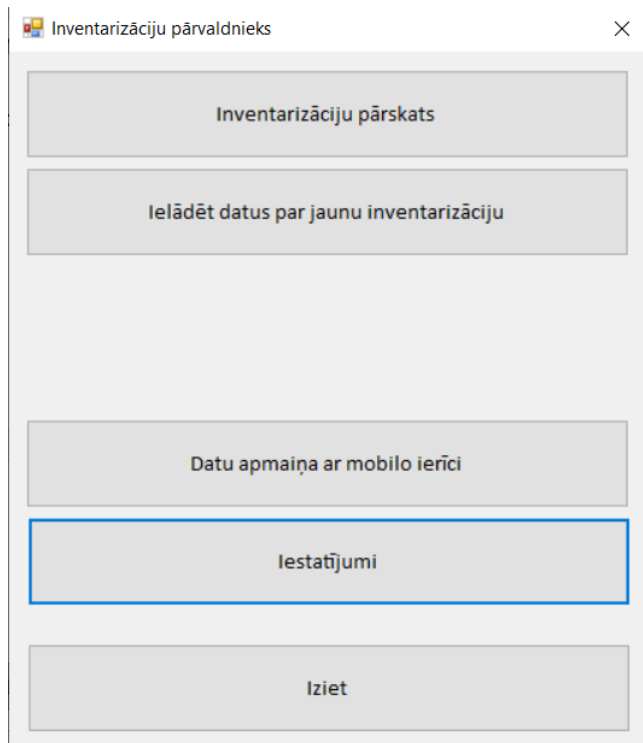 Inventarizāciju pārvaldnieks
Inventarizāciju pārskats
Ielādēt datus par jaunu inventarizāciju
Datu apmaiņa ar mobilo ierīci
Iestatījumi
Iziet